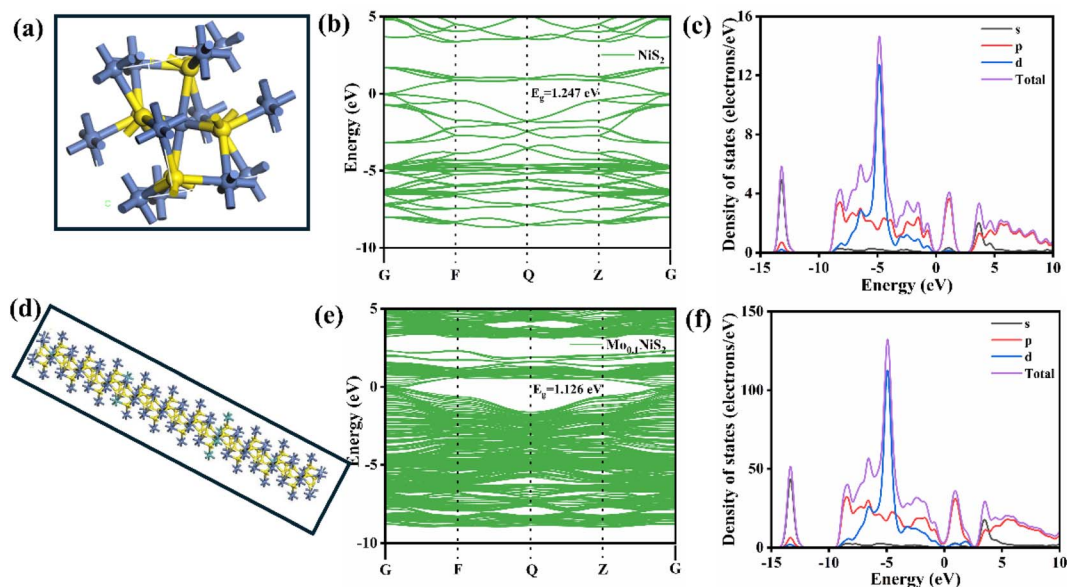 (a)
(b)
5
0
-5
-10
Energy (eV)
NiS₂
E₉=1.247 eV
G
F
Q
Z
G
(c)
16
12
8
4
0
Density of states (electrons/eV)
s
p
d
Total
-15
-10
-5
0
5
10
Energy (eV)
(d)
(e)
5
0
-5
-10
Energy (eV)
Mo₀.₁NiS₂
E₉=1.126 eV
G
F
Q
Z
G
(f)
150
100
50
0
Density of states (electrons/eV)
s
p
d
Total
-15
-10
-5
0
5
10
Energy (eV)